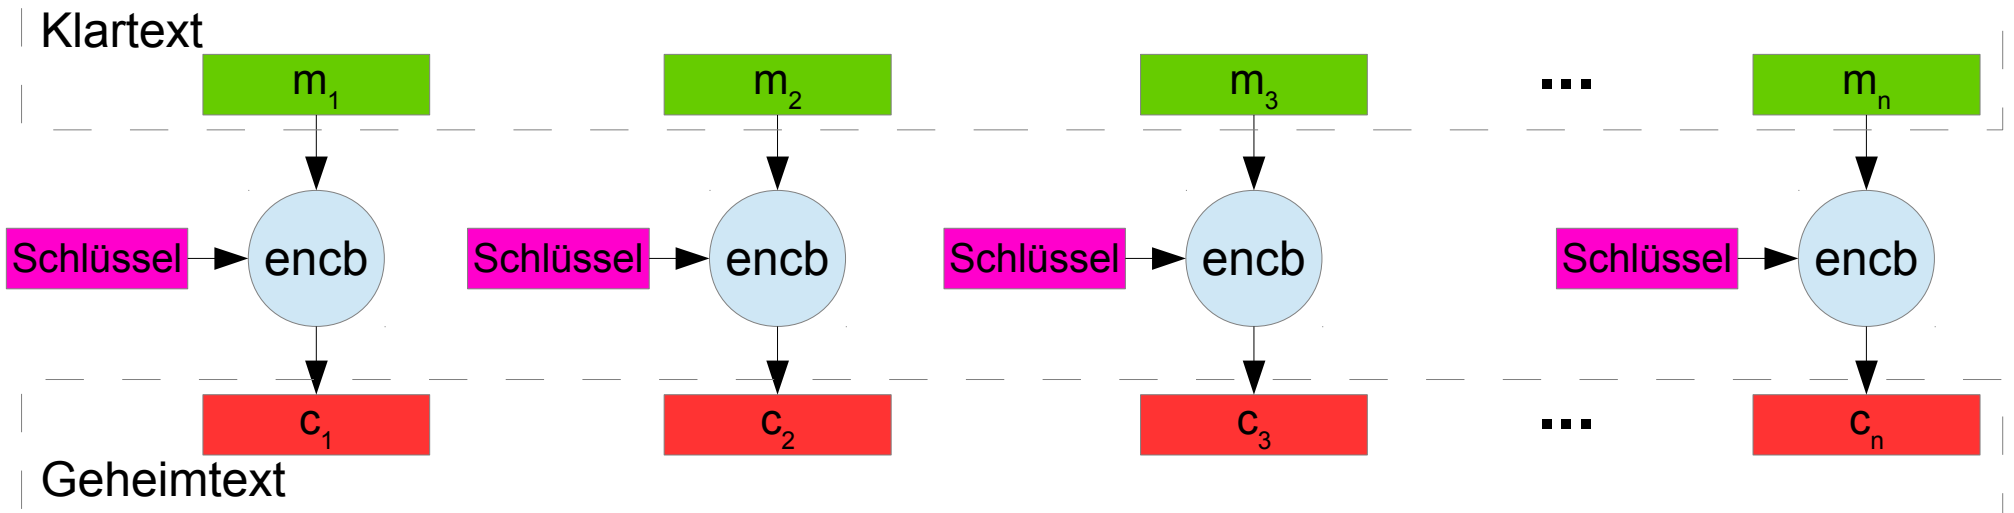 Klartext
m₁ m₂ m₃ ... mₙ
Schlüssel encb Schlüssel encb Schlüssel encb Schlüssel encb
c₁ c₂ c₃ ... cₙ
Geheimtext